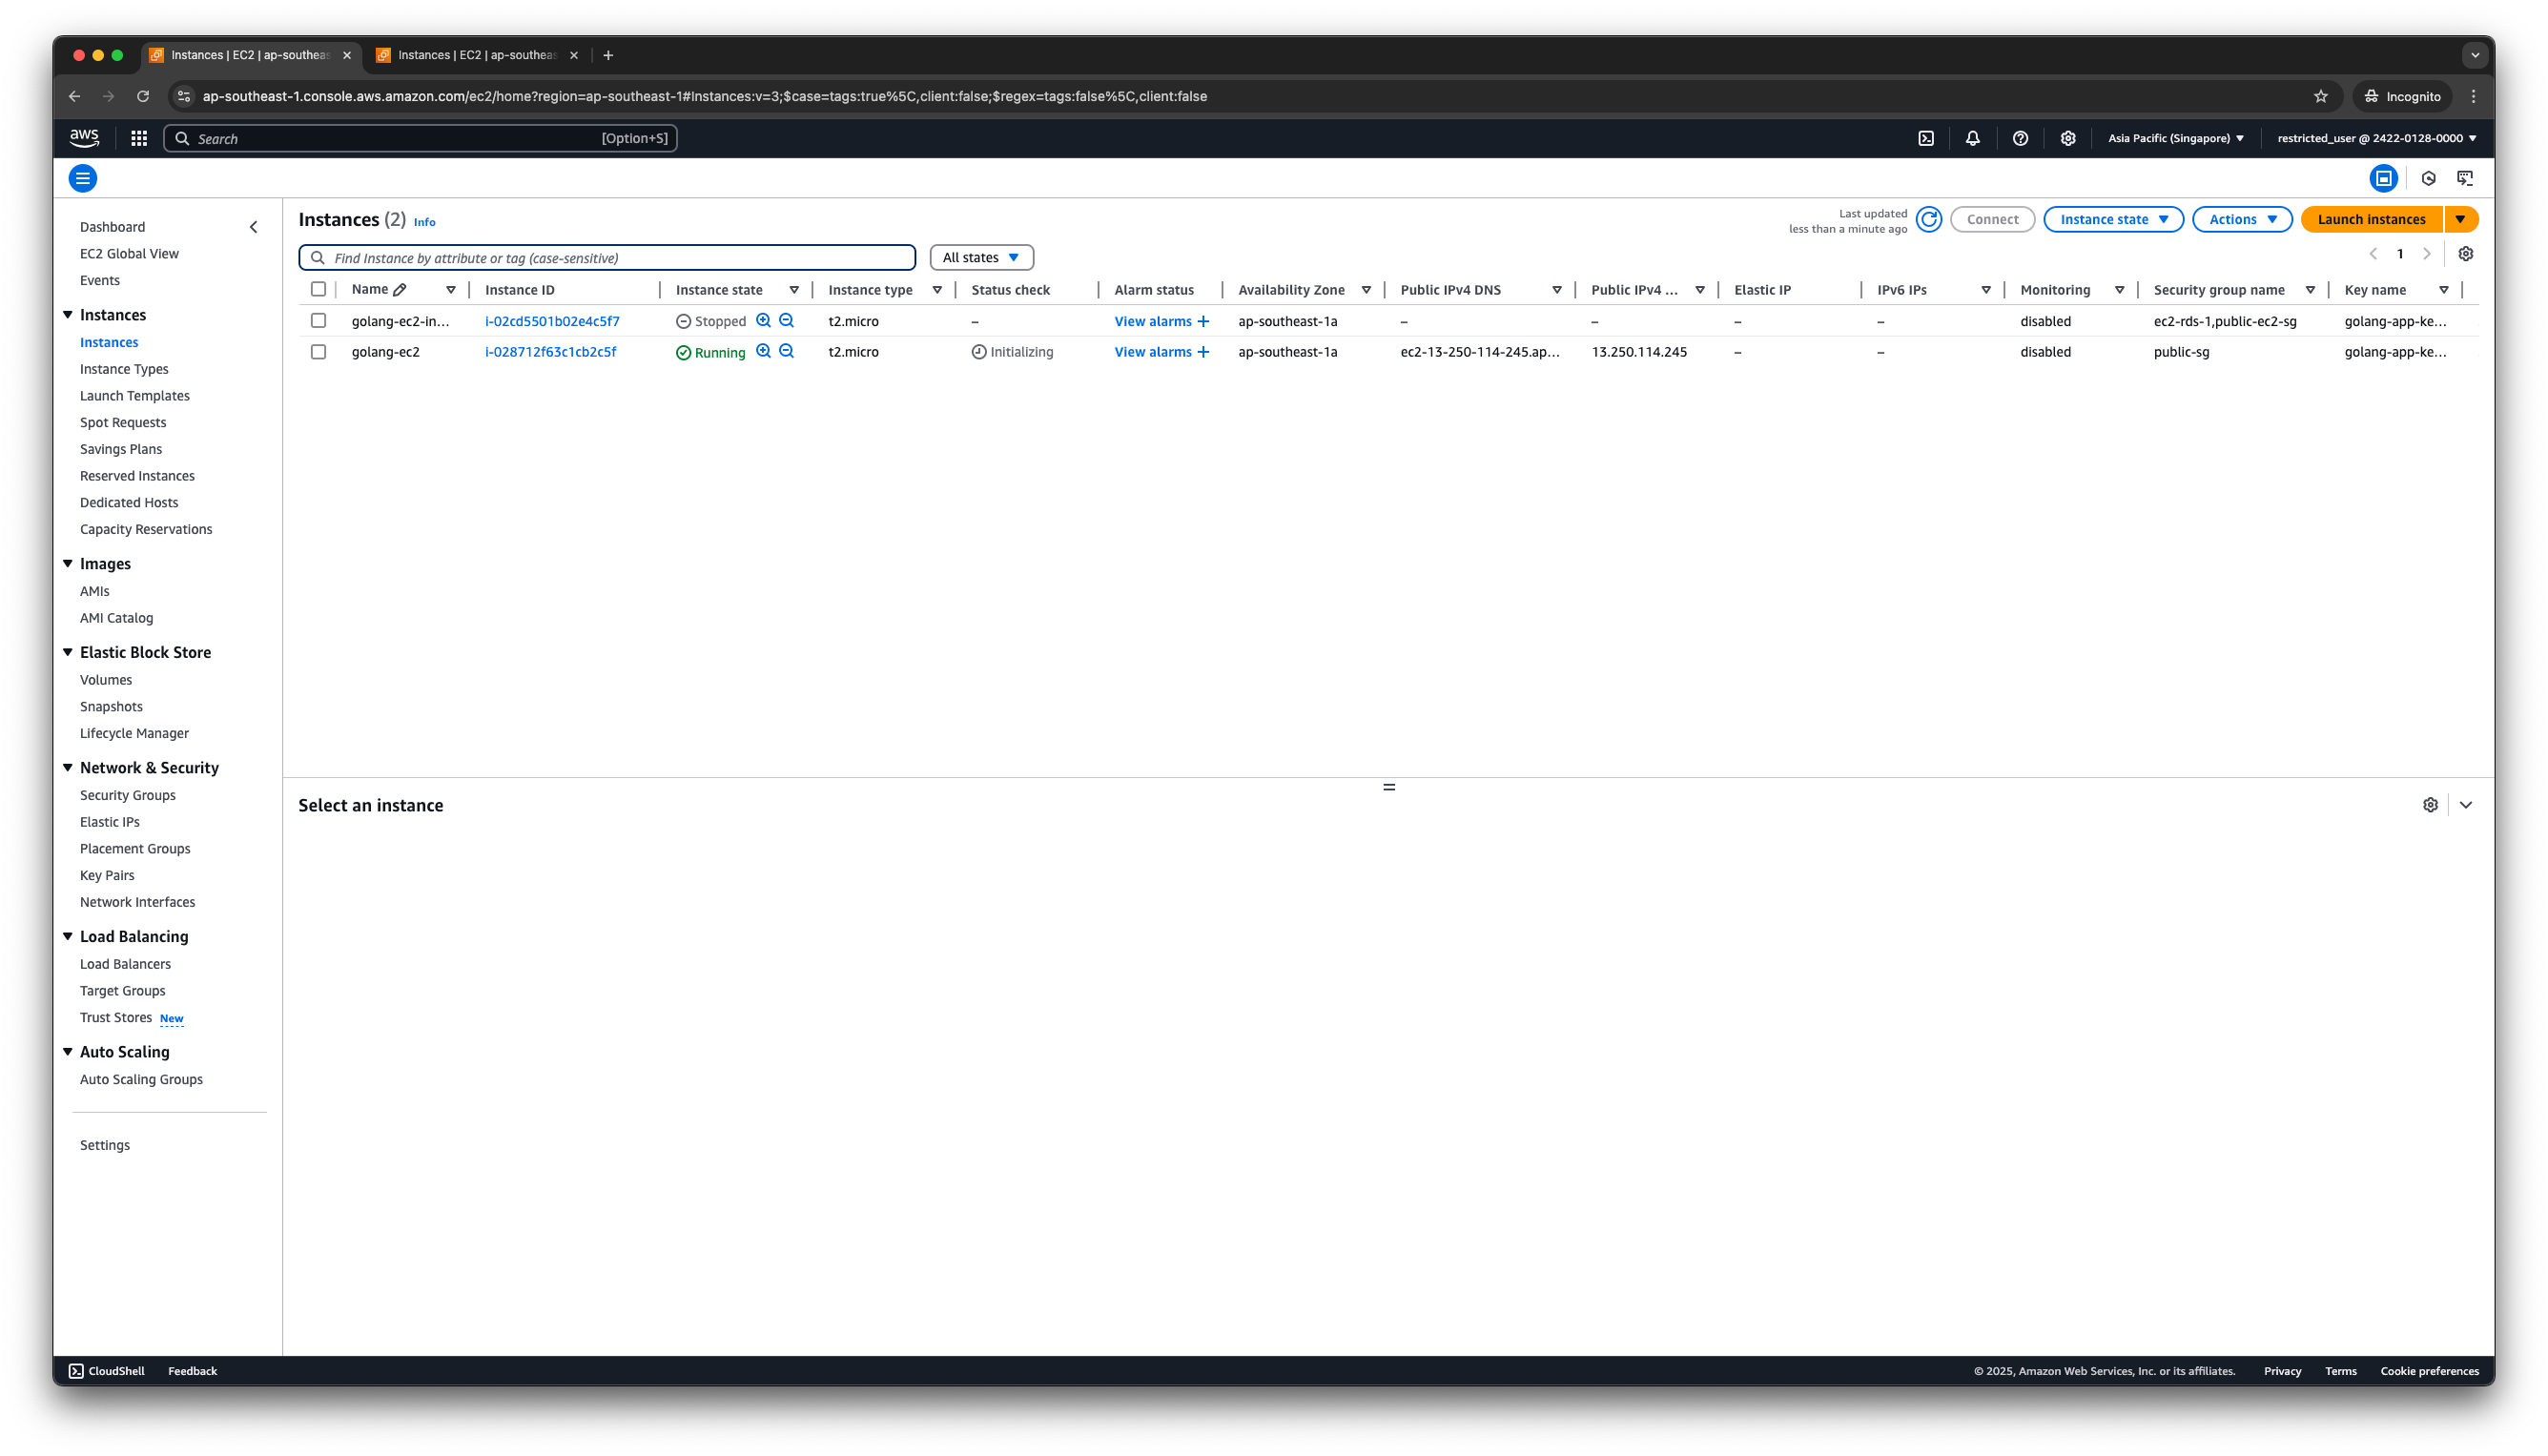 Instances | EC2 | ap-southeas
Instances | EC2 | ap-southeas
ap-southeast-1.console.aws.amazon.com/ec2/home?region=ap-southeast-1#Instances:v=3;$case=tags:true%5C,client:false;$regex=tags:false%5C,client:false
Incognito
aws
Search
[Option+S]
Asia Pacific (Singapore)
restricted_user @ 2422-0128-0000
Dashboard
EC2 Global View
Events
Instances
Instances
Instance Types
Launch Templates
Spot Requests
Savings Plans
Reserved Instances
Dedicated Hosts
Capacity Reservations
Images
AMIs
AMI Catalog
Elastic Block Store
Volumes
Snapshots
Lifecycle Manager
Network & Security
Security Groups
Elastic IPs
Placement Groups
Key Pairs
Network Interfaces
Load Balancing
Load Balancers
Target Groups
Trust Stores New
Auto Scaling
Auto Scaling Groups
Settings
Instances (2) Info
Last updated
less than a minute ago
Connect
Instance state
Actions
Launch instances
Find Instance by attribute or tag (case-sensitive)
All states
1
Name Instance ID Instance state Instance type Status check Alarm status Availability Zone Public IPv4 DNS Public IPv4 ... Elastic IP IPv6 IPs Monitoring Security group name Key name
golang-ec2-in... i-02cd5501b02e4c5f7 Stopped t2.micro – View alarms + ap-southeast-1a – – – – disabled ec2-rds-1,public-ec2-sg golang-app-ke...
golang-ec2 i-028712f63c1cb2c5f Running t2.micro Initializing View alarms + ap-southeast-1a ec2-13-250-114-245.ap... 13.250.114.245 – – disabled public-sg golang-app-ke...
Select an instance
CloudShell
Feedback
© 2025, Amazon Web Services, Inc. or its affiliates.
Privacy
Terms
Cookie preferences